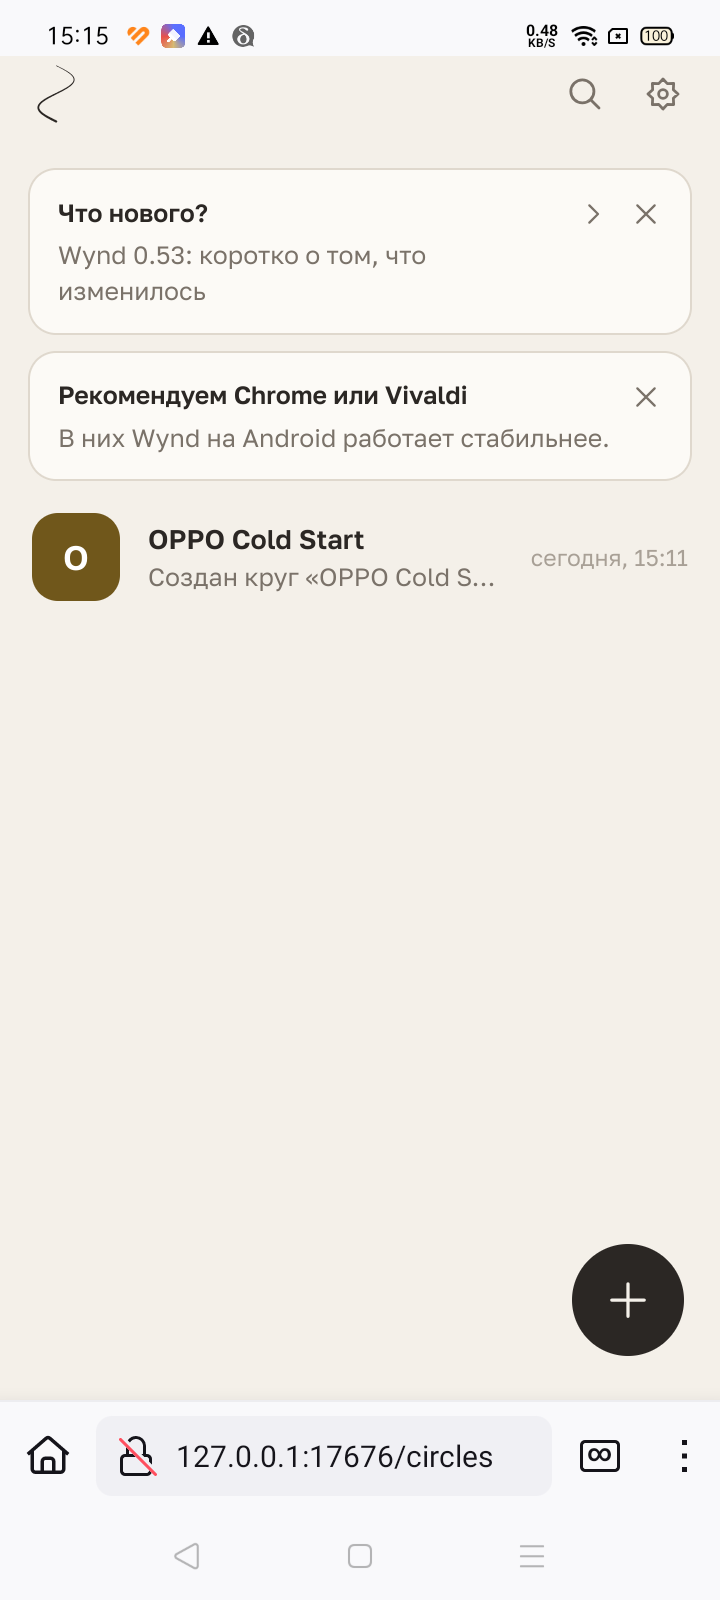 15:15
0.48
KB/S
100
Что нового?
Wynd 0.53: коротко о том, что
изменилось
Рекомендуем Chrome или Vivaldi
В них Wynd на Android работает стабильнее.
O
OPPO Cold Start
Создан круг «OPPO Cold S...
сегодня, 15:11
127.0.0.1:17676/circles